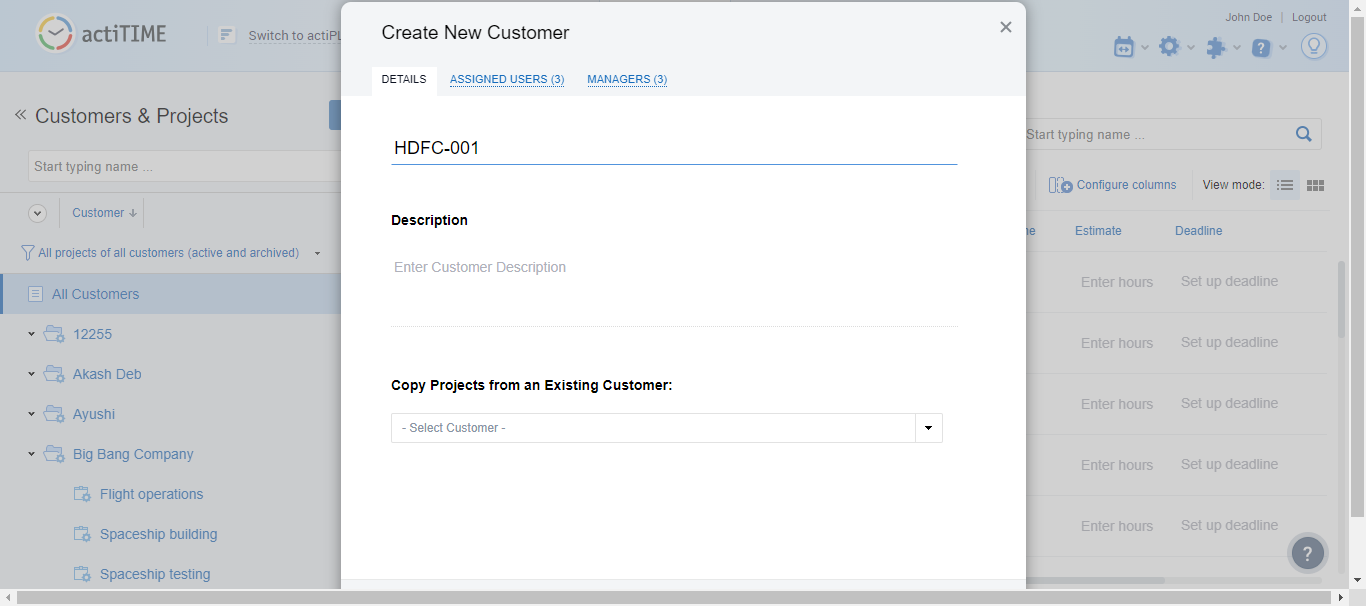 actiTIME
Switch to actiPL
John Doe | Logout
Customers & Projects
Start typing name ...
Customer
All projects of all customers (active and archived)
All Customers
12255
Akash Deb
Ayushi
Big Bang Company
Flight operations
Spaceship building
Spaceship testing
Create New Customer
DETAILS ASSIGNED USERS (3) MANAGERS (3)
HDFC-001
Description
Enter Customer Description
Copy Projects from an Existing Customer:
- Select Customer -
Start typing name ...
Configure columns View mode:
Estimate Deadline
Enter hours Set up deadline
Enter hours Set up deadline
Enter hours Set up deadline
Enter hours Set up deadline
Enter hours Set up deadline
?